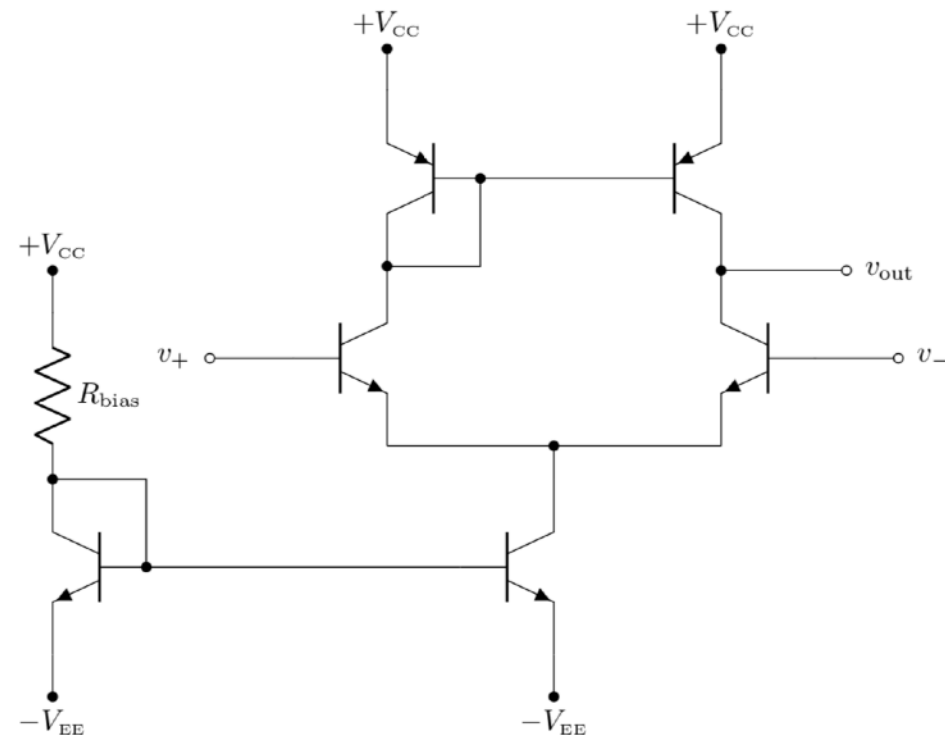 +V_CC
+V_CC
+V_CC
v_out
v_+
v_−
R_bias
−V_EE
−V_EE